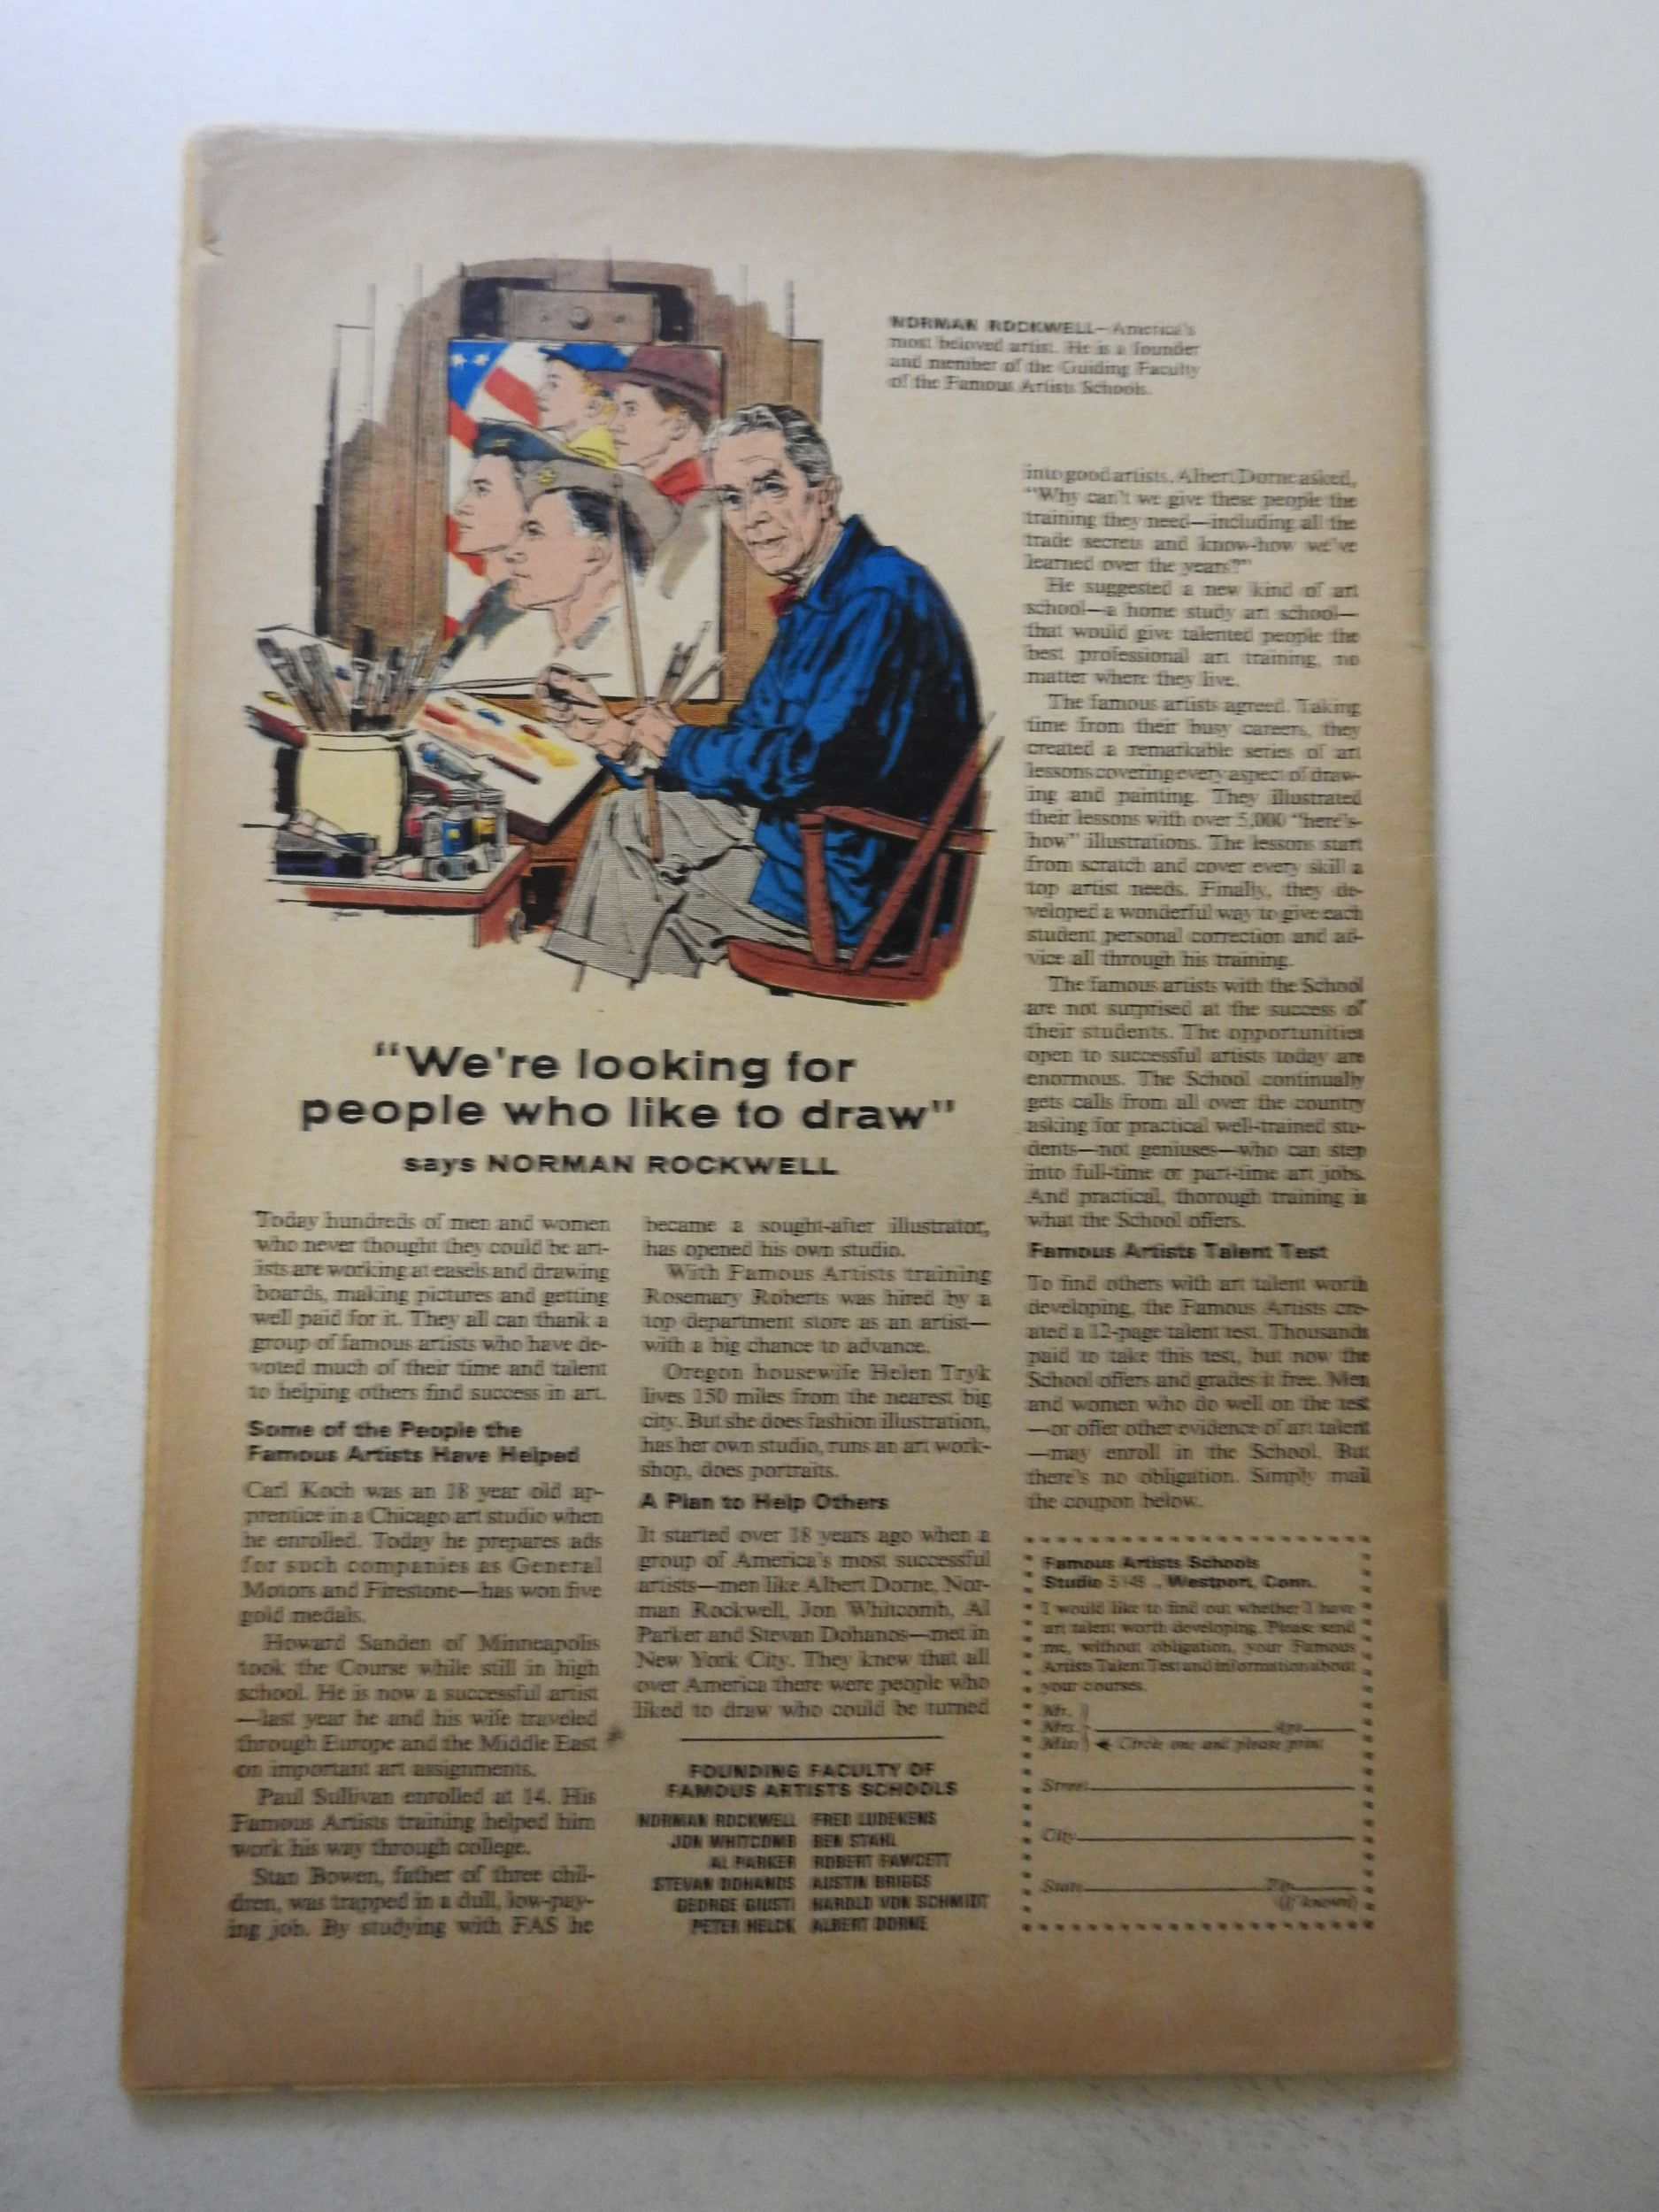 NORMAN ROCKWELL—America's
most beloved artist. He is a founder
and member of the Guiding Faculty
of the Famous Artists Schools.
"We're looking for
people who like to draw"
says NORMAN ROCKWELL
Today hundreds of men and women
who never thought they could be art-
ists are working at easels and drawing
boards, making pictures and getting
well paid for it. They all can thank a
group of famous artists who have de-
voted much of their time and talent
to helping others find success in art.
Some of the People the
Famous Artists Have Helped
Carl Koch was an 18 year old ap-
prentice in a Chicago art studio when
he enrolled. Today he prepares ads
for such companies as General
Motors and Firestone—has won five
gold medals.
Howard Sanden of Minneapolis
took the Course while still in high
school. He is now a successful artist
—last year he and his wife traveled
through Europe and the Middle East
on important art assignments.
Paul Sullivan enrolled at 14. His
Famous Artists training helped him
work his way through college.
Stan Bowen, father of three chil-
dren, was trapped in a dull, low-pay-
ing job. By studying with FAS he
became a sought-after illustrator,
has opened his own studio.
With Famous Artists training
Rosemary Roberts was hired by a
top department store as an artist—
with a big chance to advance.
Oregon housewife Helen Tryk
lives 150 miles from the nearest big
city. But she does fashion illustration,
has her own studio, runs an art work-
shop, does portraits.
A Plan to Help Others
It started over 18 years ago when a
group of America's most successful
artists—men like Albert Dorne, Nor-
man Rockwell, Jon Whitcomb, Al
Parker and Stevan Dohanos—met in
New York City. They knew that all
over America there were people who
liked to draw who could be turned
FOUNDING FACULTY OF
FAMOUS ARTISTS SCHOOLS
NORMAN ROCKWELL FRED LUDEKENS
JON WHITCOMB BEN STAHL
AL PARKER ROBERT FAWCETT
STEVAN DOHANOS AUSTIN BRIGGS
GEORGE GIUSTI HAROLD VON SCHMIDT
PETER HELCK ALBERT DORNE
into good artists. Albert Dorne asked,
"Why can't we give these people the
training they need—including all the
trade secrets and know-how we've
learned over the years?"
He suggested a new kind of art
school—a home study art school—
that would give talented people the
best professional art training, no
matter where they live.
The famous artists agreed. Taking
time from their busy careers, they
created a remarkable series of art
lessons covering every aspect of draw-
ing and painting. They illustrated
their lessons with over 5,000 "here's-
how" illustrations. The lessons start
from scratch and cover every skill a
top artist needs. Finally, they de-
veloped a wonderful way to give each
student personal correction and ad-
vice all through his training.
The famous artists with the School
are not surprised at the success of
their students. The opportunities
open to successful artists today are
enormous. The School continually
gets calls from all over the country
asking for practical well-trained stu-
dents—not geniuses—who can step
into full-time or part-time art jobs.
And practical, thorough training is
what the School offers.
Famous Artists Talent Test
To find others with art talent worth
developing, the Famous Artists cre-
ated a 12-page talent test. Thousands
paid to take this test, but now the
School offers and grades it free. Men
and women who do well on the test
—or offer other evidence of art talent
—may enroll in the School. But
there's no obligation. Simply mail
the coupon below.
Famous Artists Schools
Studio , Westport, Conn.
I would like to find out whether I have
art talent worth developing. Please send
me, without obligation, your Famous
Artists Talent Test and information about
your courses.
Mr.
Mrs. Age
Miss Circle one and please print
Street
City
State Zip
(if known)